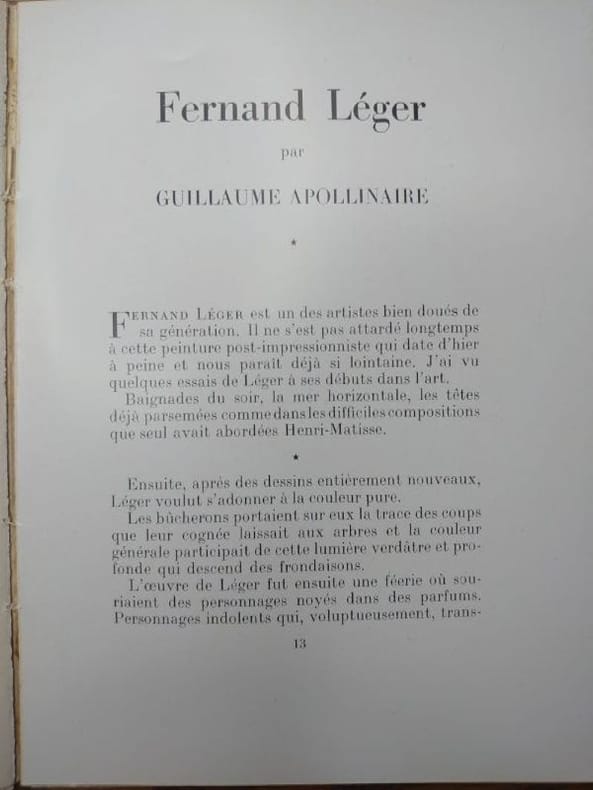 Fernand Léger
par
GUILLAUME APOLLINAIRE
★
FERNAND LÉGER est un des artistes bien doués de
sa génération. Il ne s'est pas attardé longtemps
à cette peinture post-impressionniste qui date d'hier
à peine et nous paraît déjà si lointaine. J'ai vu
quelques essais de Léger à ses débuts dans l'art.
Baignades du soir, la mer horizontale, les têtes
déjà parsemées comme dans les difficiles compositions
que seul avait abordées Henri-Matisse.
★
Ensuite, après des dessins entièrement nouveaux,
Léger voulut s'adonner à la couleur pure.
Les bûcherons portaient sur eux la trace des coups
que leur cognée laissait aux arbres et la couleur
générale participait de cette lumière verdâtre et pro-
fonde qui descend des frondaisons.
L'œuvre de Léger fut ensuite une féerie où sou-
riaient des personnages noyés dans des parfums.
Personnages indolents qui, voluptueusement, trans-
13